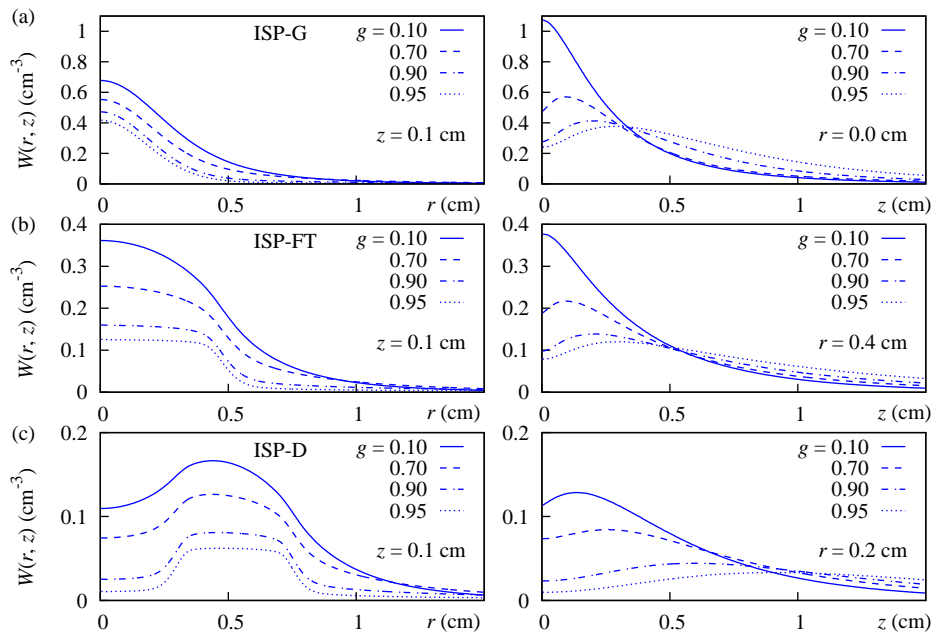 (a)
W(r, z) (cm⁻³)
1
0.8
0.6
0.4
0.2
0
ISP-G
g = 0.10
0.70
0.90
0.95
z = 0.1 cm
0
0.5
1
r (cm)
1
0.8
0.6
0.4
0.2
0
g = 0.10
0.70
0.90
0.95
r = 0.0 cm
0
0.5
1
z (cm)
(b)
W(r, z) (cm⁻³)
0.4
0.3
0.2
0.1
0
ISP-FT
g = 0.10
0.70
0.90
0.95
z = 0.1 cm
0
0.5
1
r (cm)
0.4
0.3
0.2
0.1
0
g = 0.10
0.70
0.90
0.95
r = 0.4 cm
0
0.5
1
z (cm)
(c)
W(r, z) (cm⁻³)
0.2
0.1
0
ISP-D
g = 0.10
0.70
0.90
0.95
z = 0.1 cm
0
0.5
1
r (cm)
0.2
0.1
0
g = 0.10
0.70
0.90
0.95
r = 0.2 cm
0
0.5
1
z (cm)